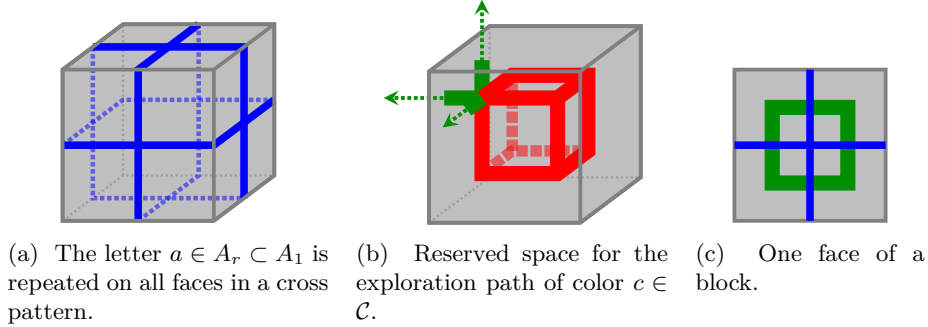 (a) The letter a ∈ A_r ⊂ A_1 is
repeated on all faces in a cross
pattern.
(b) Reserved space for the
exploration path of color c ∈
𝒞.
(c) One face of a
block.